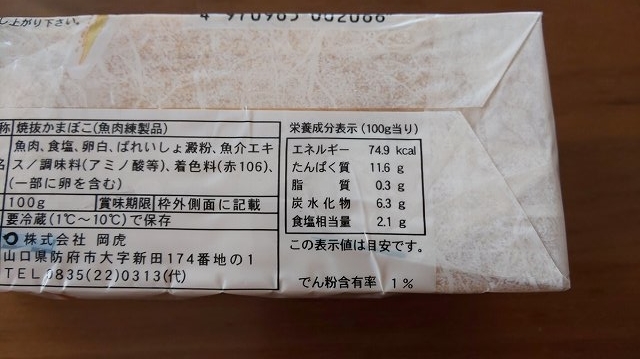 し上がり下さい。
4 970985 002086
称 焼抜かまぼこ(魚肉練製品)
魚肉、食塩、卵白、ばれいしょ澱粉、魚介エキ
名 ス/調味料(アミノ酸等)、着色料(赤106)、
(一部に卵を含む)
100g 賞味期限 枠外側面に記載
要冷蔵(1℃〜10℃)で保存
株式会社 岡虎
山口県防府市大字新田174番地の1
TEL0835(22)0313(代)
栄養成分表示(100g当り)
エネルギー 74.9 kcal
たんぱく質 11.6 g
脂質 0.3 g
炭水化物 6.3 g
食塩相当量 2.1 g
この表示値は目安です。
でん粉含有率 1%